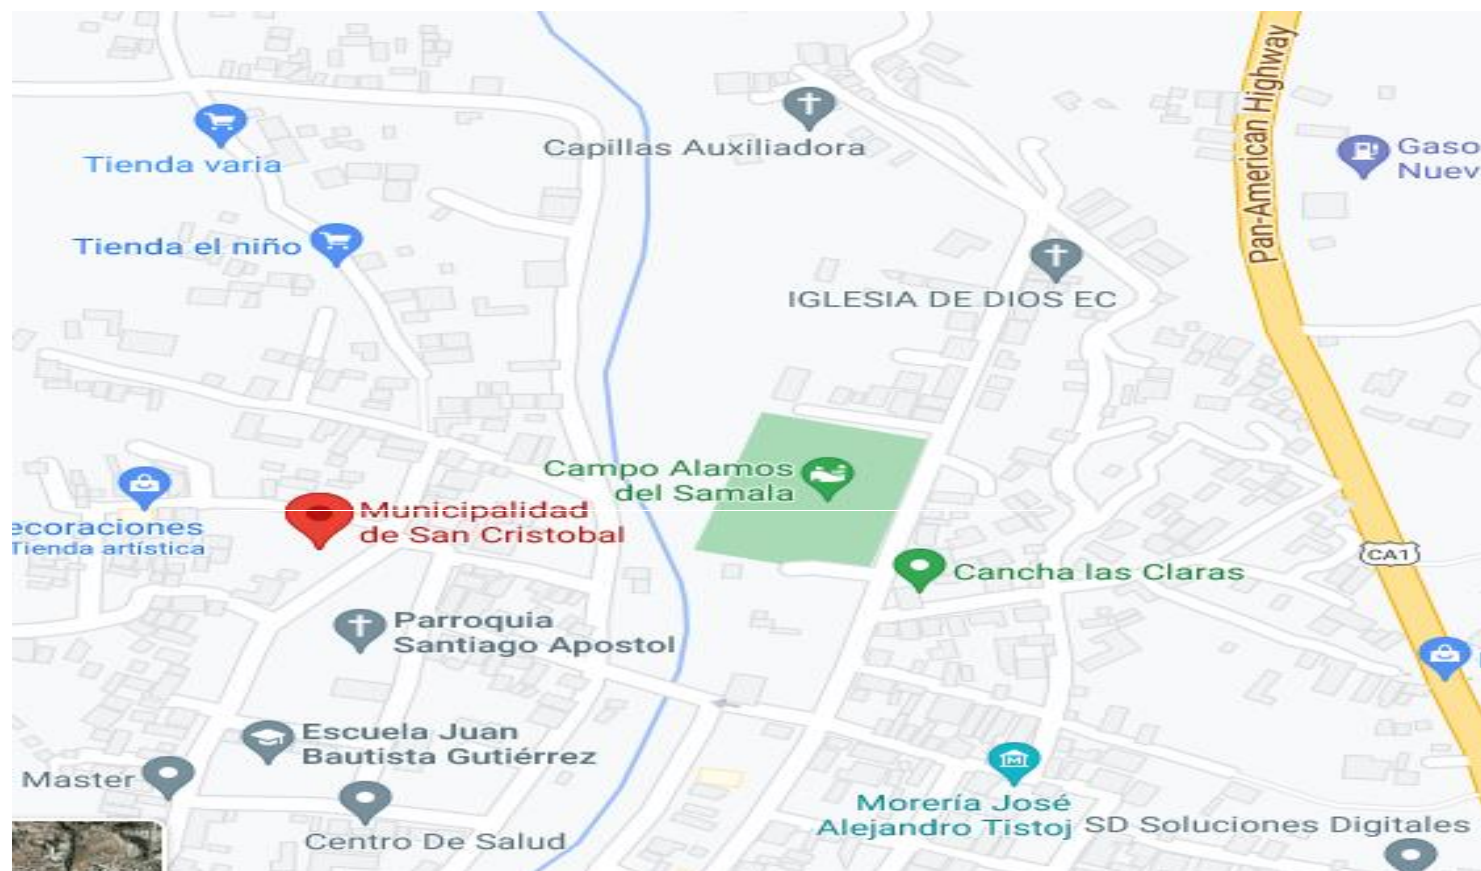 Pan-American Highway
Capillas Auxiliadora
Gaso
Nuev
Tienda varia
Tienda el niño
IGLESIA DE DIOS EC
Campo Alamos
del Samala
Municipalidad
de San Cristobal
ecoraciones
Tienda artística
CA1
Cancha las Claras
Parroquia
Santiago Apostol
Escuela Juan
Bautista Gutiérrez
Master
M
Morería José
Alejandro Tistoj
SD Soluciones Digitales
Centro De Salud